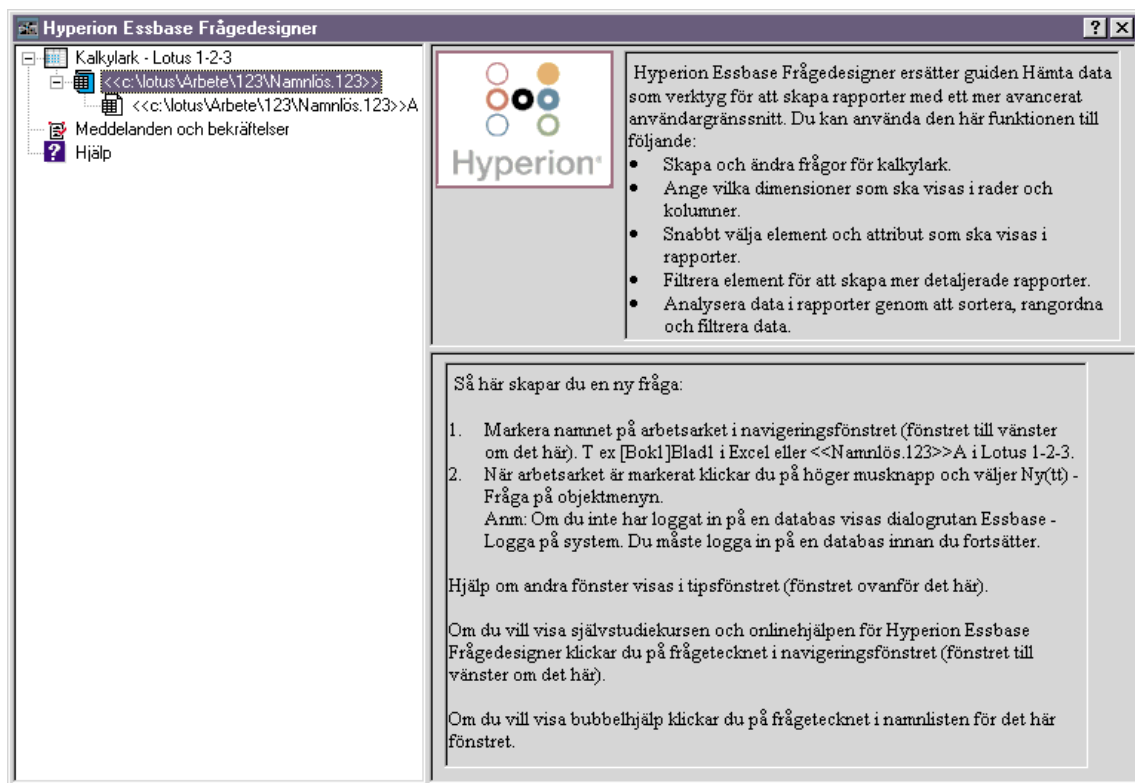 Hyperion Essbase Frågedesigner
Kalkylark - Lotus 1-2-3
<<c:\lotus\Arbete\123\Namnlös.123>>
<<c:\lotus\Arbete\123\Namnlös.123>>A
Meddelanden och bekräftelser
Hjälp
Hyperion
Hyperion Essbase Frågedesigner ersätter guiden Hämta data
som verktyg för att skapa rapporter med ett mer avancerat
användargränssnitt. Du kan använda den här funktionen till
följande:
• Skapa och ändra frågor för kalkylark.
• Ange vilka dimensioner som ska visas i rader och
kolumner.
• Snabbt välja element och attribut som ska visas i
rapporter.
• Filtrera element för att skapa mer detaljerade rapporter.
• Analysera data i rapporter genom att sortera, rangordna
och filtrera data.
Så här skapar du en ny fråga:
1. Markera namnet på arbetsarket i navigeringsfönstret (fönstret till vänster
om det här). T ex [Bok1]Blad1 i Excel eller <<Namnlös.123>>A i Lotus 1-2-3.
2. När arbetsarket är markerat klickar du på höger musknapp och väljer Ny(tt) -
Fråga på objektmenyn.
Anm: Om du inte har loggat in på en databas visas dialogrutan Essbase -
Logga på system. Du måste logga in på en databas innan du fortsätter.
Hjälp om andra fönster visas i tipsfönstret (fönstret ovanför det här).
Om du vill visa självstudiekursen och onlinehjälpen för Hyperion Essbase
Frågedesigner klickar du på frågetecknet i navigeringsfönstret (fönstret till
vänster om det här).
Om du vill visa bubbelhjälp klickar du på frågetecknet i namnlisten för det här
fönstret.